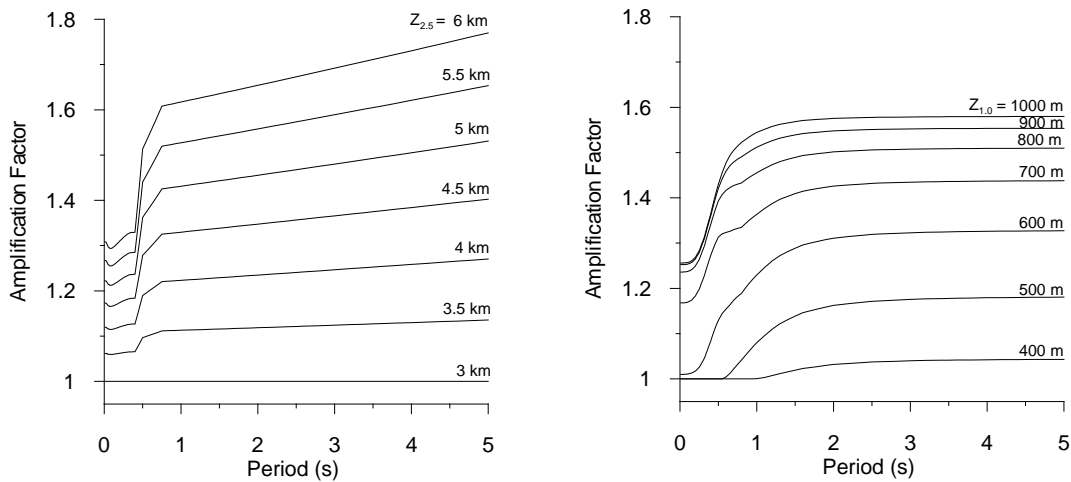 1.8
1.6
1.4
1.2
1
Amplification Factor
Z2.5 = 6 km
5.5 km
5 km
4.5 km
4 km
3.5 km
3 km
0 1 2 3 4 5
Period (s)
1.8
1.6
1.4
1.2
1
Amplification Factor
Z1.0 = 1000 m
900 m
800 m
700 m
600 m
500 m
400 m
0 1 2 3 4 5
Period (s)